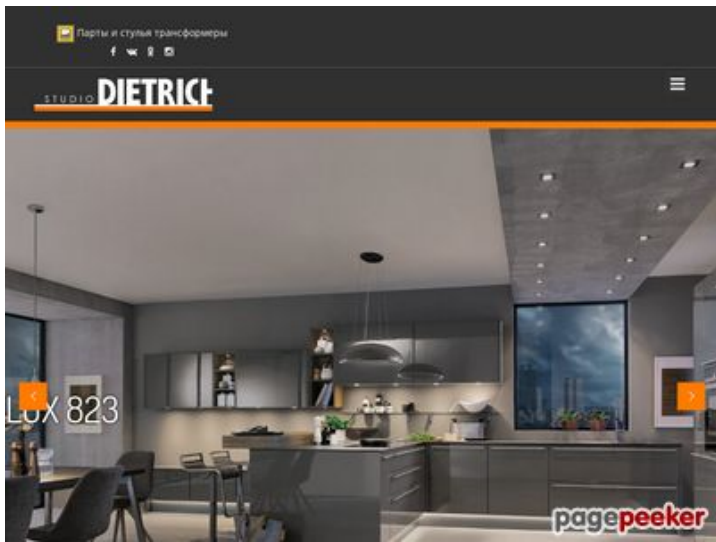 Парты и стулья трансформеры
STUDIO DIETRICH
LUX 823
pagepeeker